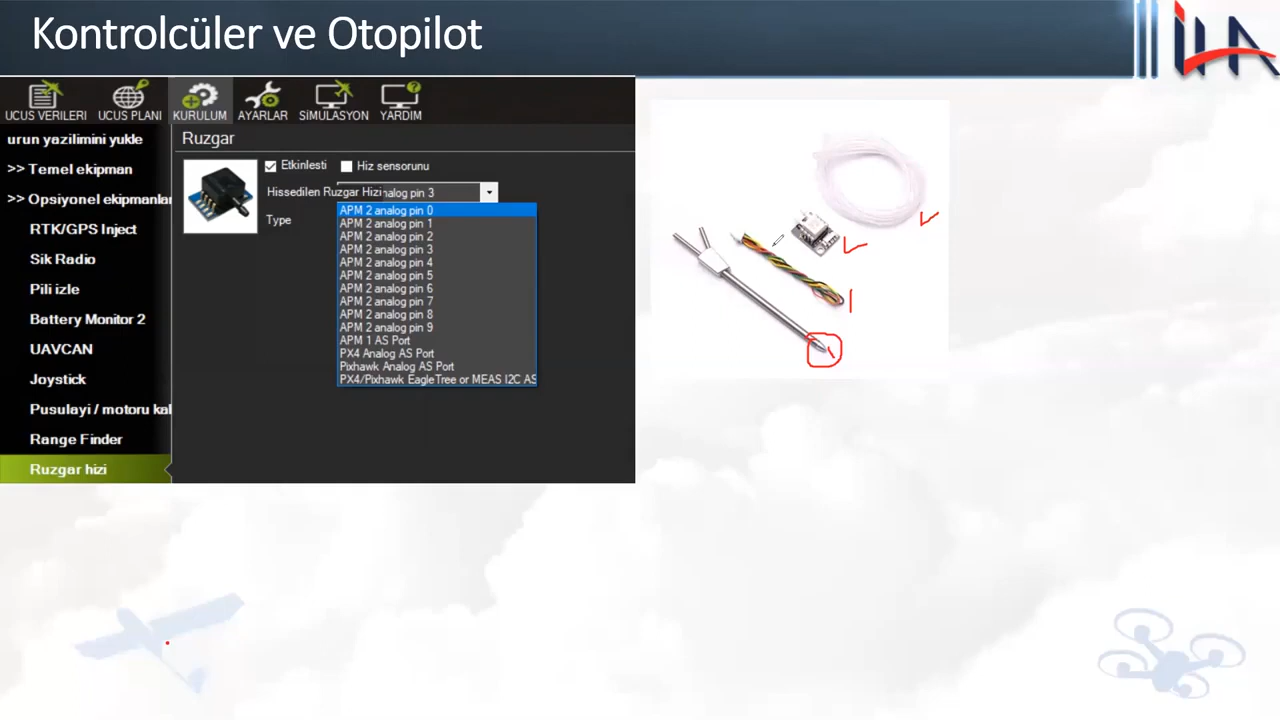 Kontrolcüler ve Otopilot
İHA
UCUS VERILERI UCUS PLANI KURULUM AYARLAR SİMULASYON YARDIM
urun yazilimini yukle
>> Temel ekipman
>> Opsiyonel ekipmanlar
RTK/GPS Inject
Sik Radio
Pili izle
Battery Monitor 2
UAVCAN
Joystick
Pusulayi / motoru kal
Range Finder
Ruzgar hizi
Ruzgar
Etkinlesti Hiz sensorunu
Hissedilen Ruzgar Hizi analog pin 3
Type
APM 2 analog pin 0
APM 2 analog pin 1
APM 2 analog pin 2
APM 2 analog pin 3
APM 2 analog pin 4
APM 2 analog pin 5
APM 2 analog pin 6
APM 2 analog pin 7
APM 2 analog pin 8
APM 2 analog pin 9
APM 1 AS Port
PX4 Analog AS Port
Pixhawk Analog AS Port
PX4/Pixhawk EagleTree or MEAS I2C AS